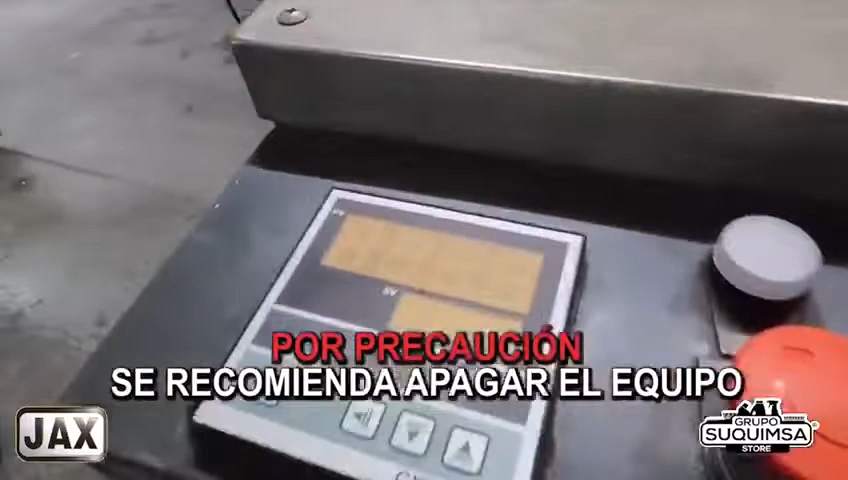 PV
SV
POR PRECAUCIÓN
SE RECOMIENDA APAGAR EL EQUIPO
JAX
GRUPO
SUQUIMSA
STORE